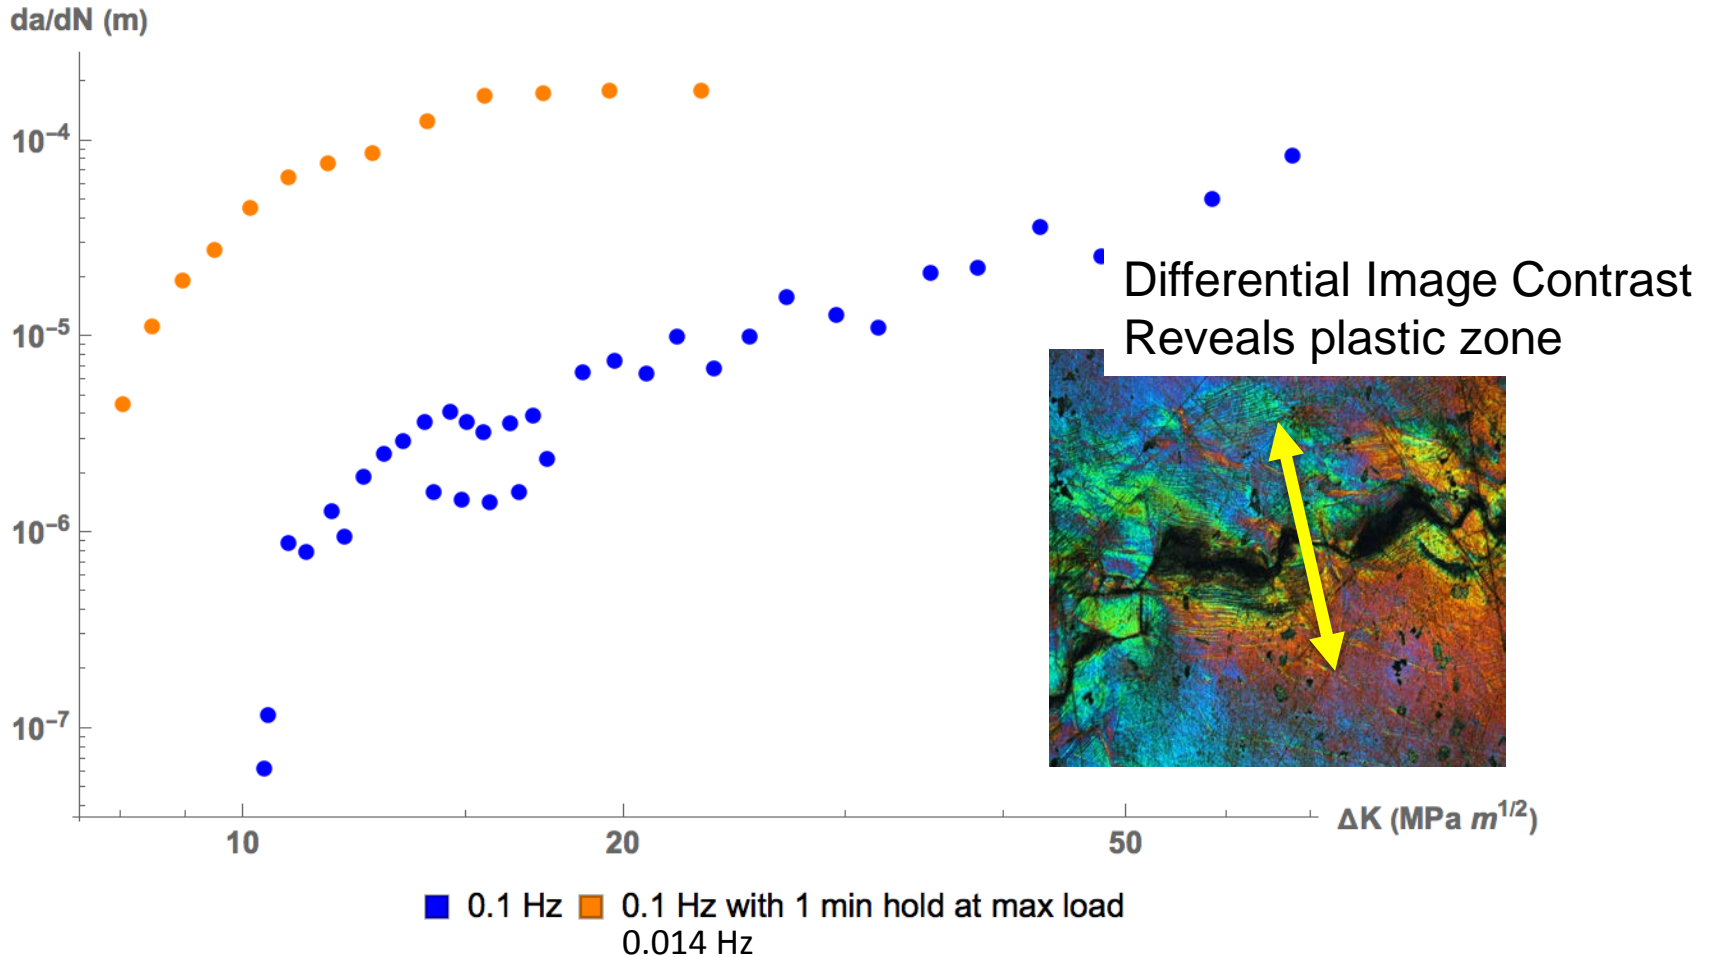 da/dN (m)
10⁻⁴
10⁻⁵
10⁻⁶
10⁻⁷
Differential Image Contrast
Reveals plastic zone
10 20 50
ΔK (MPa m^1/2)
0.1 Hz 0.1 Hz with 1 min hold at max load
0.014 Hz